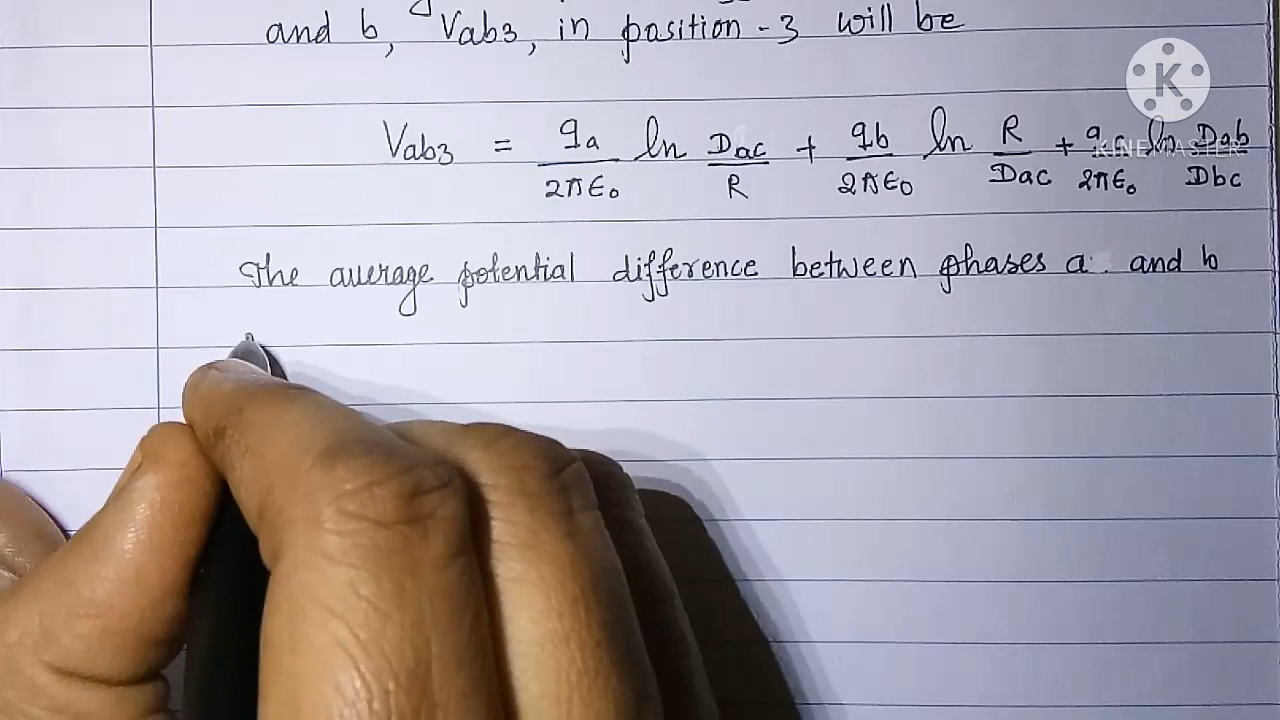 and b, Vab3, in position - 3 will be
K
KINEMASTER
Vab3 = qa/2πϵ0 ln Dac/R + qb/2πϵ0 ln R/Dac + qc/2πϵ0 ln Dab/Dbc
The average potential difference between phases a and b